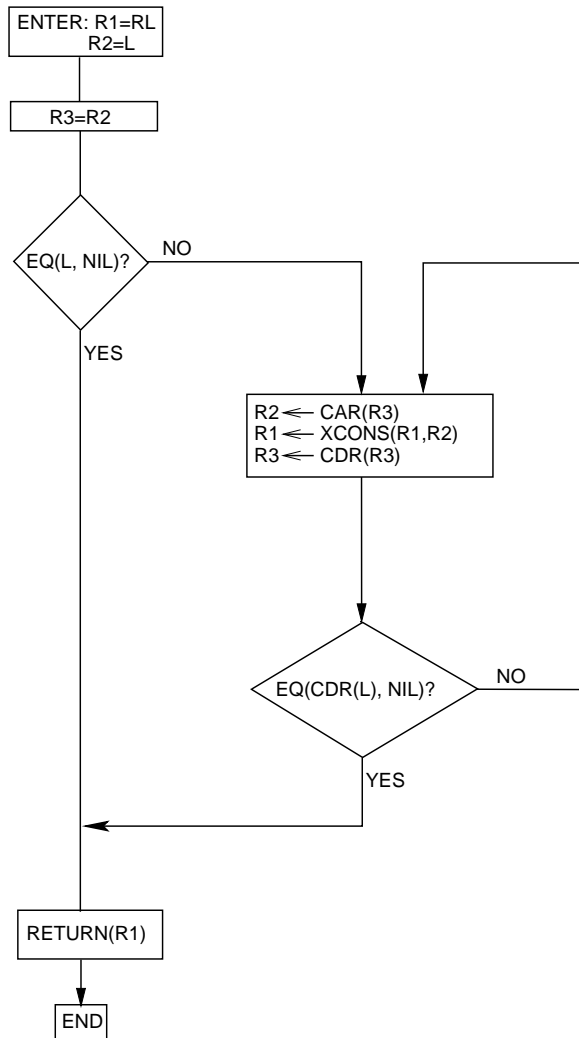 ENTER: R1=RL
R2=L
R3=R2
EQ(L, NIL)?
NO
YES
R2 ← CAR(R3)
R1 ← XCONS(R1,R2)
R3 ← CDR(R3)
EQ(CDR(L), NIL)?
NO
YES
RETURN(R1)
END